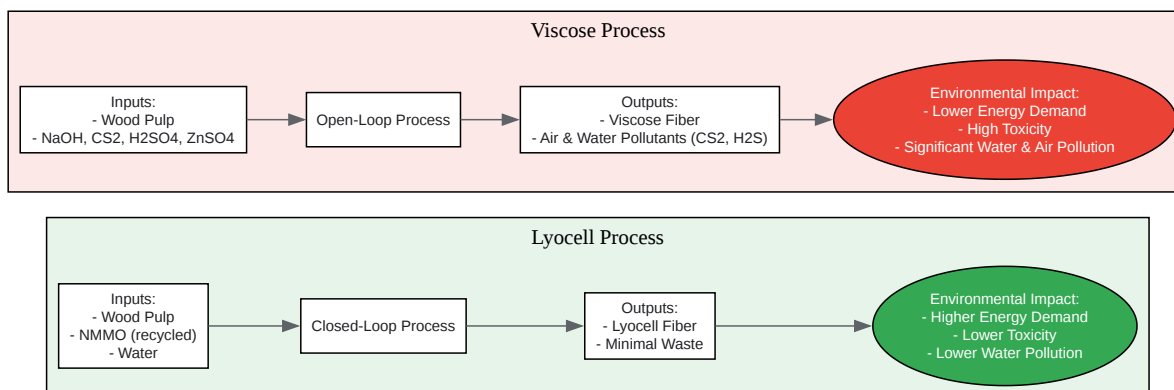 Viscose Process
Inputs:
- Wood Pulp
- NaOH, CS2, H2SO4, ZnSO4
Open-Loop Process
Outputs:
- Viscose Fiber
- Air & Water Pollutants (CS2, H2S)
Environmental Impact:
- Lower Energy Demand
- High Toxicity
- Significant Water & Air Pollution
Lyocell Process
Inputs:
- Wood Pulp
- NMMO (recycled)
- Water
Closed-Loop Process
Outputs:
- Lyocell Fiber
- Minimal Waste
Environmental Impact:
- Higher Energy Demand
- Lower Toxicity
- Lower Water Pollution